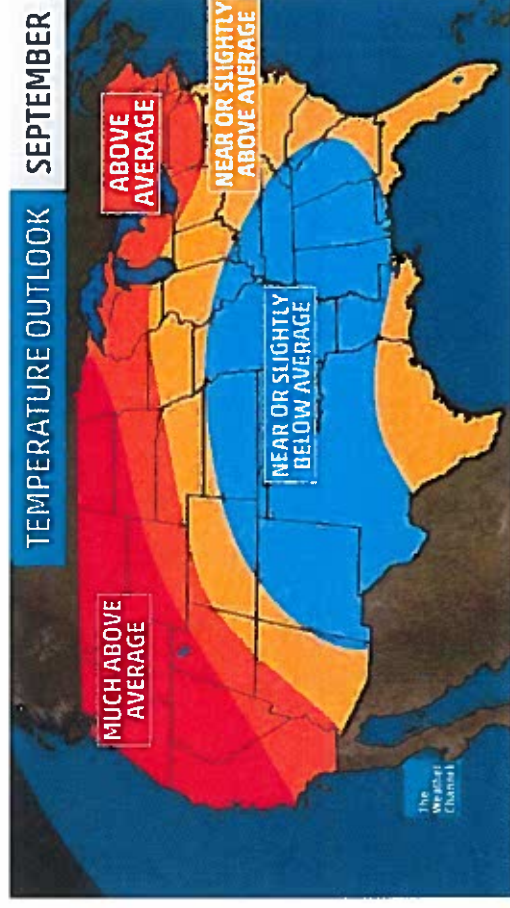 TEMPERATURE OUTLOOK SEPTEMBER
MUCH ABOVE
AVERAGE
ABOVE
AVERAGE
NEAR OR SLIGHTLY
ABOVE AVERAGE
NEAR OR SLIGHTLY
BELOW AVERAGE
The
Weather
Channel